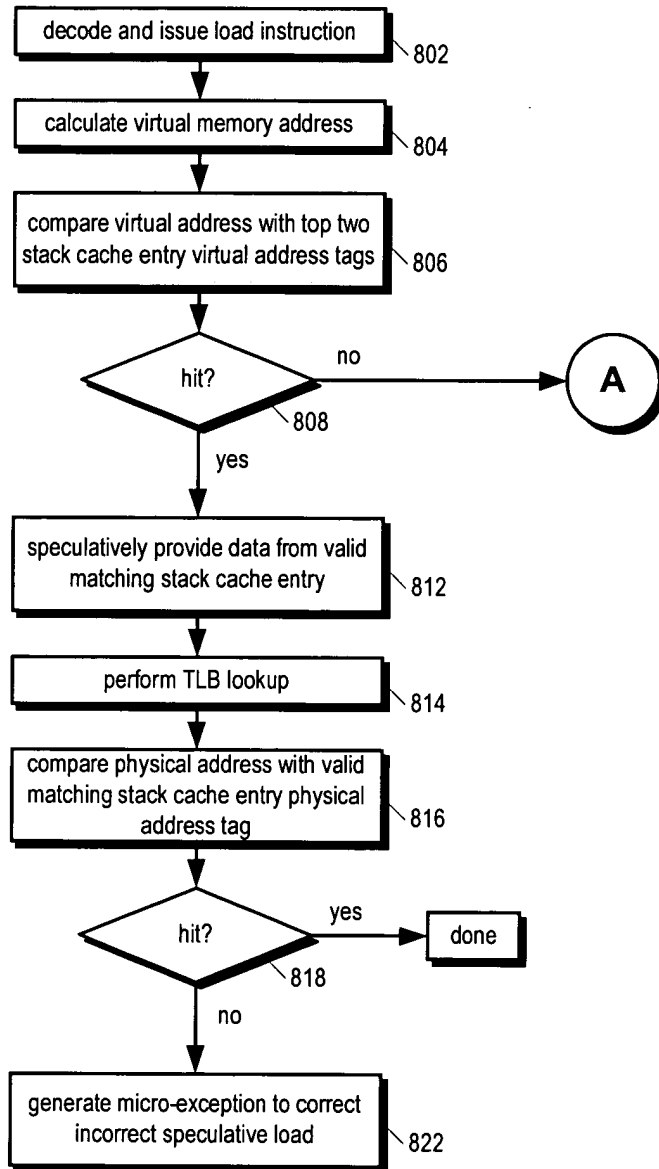 decode and issue load instruction
802
calculate virtual memory address
804
compare virtual address with top two
stack cache entry virtual address tags
806
hit?
no
A
808
yes
speculatively provide data from valid
matching stack cache entry
812
perform TLB lookup
814
compare physical address with valid
matching stack cache entry physical
address tag
816
hit?
yes
done
818
no
generate micro-exception to correct
incorrect speculative load
822